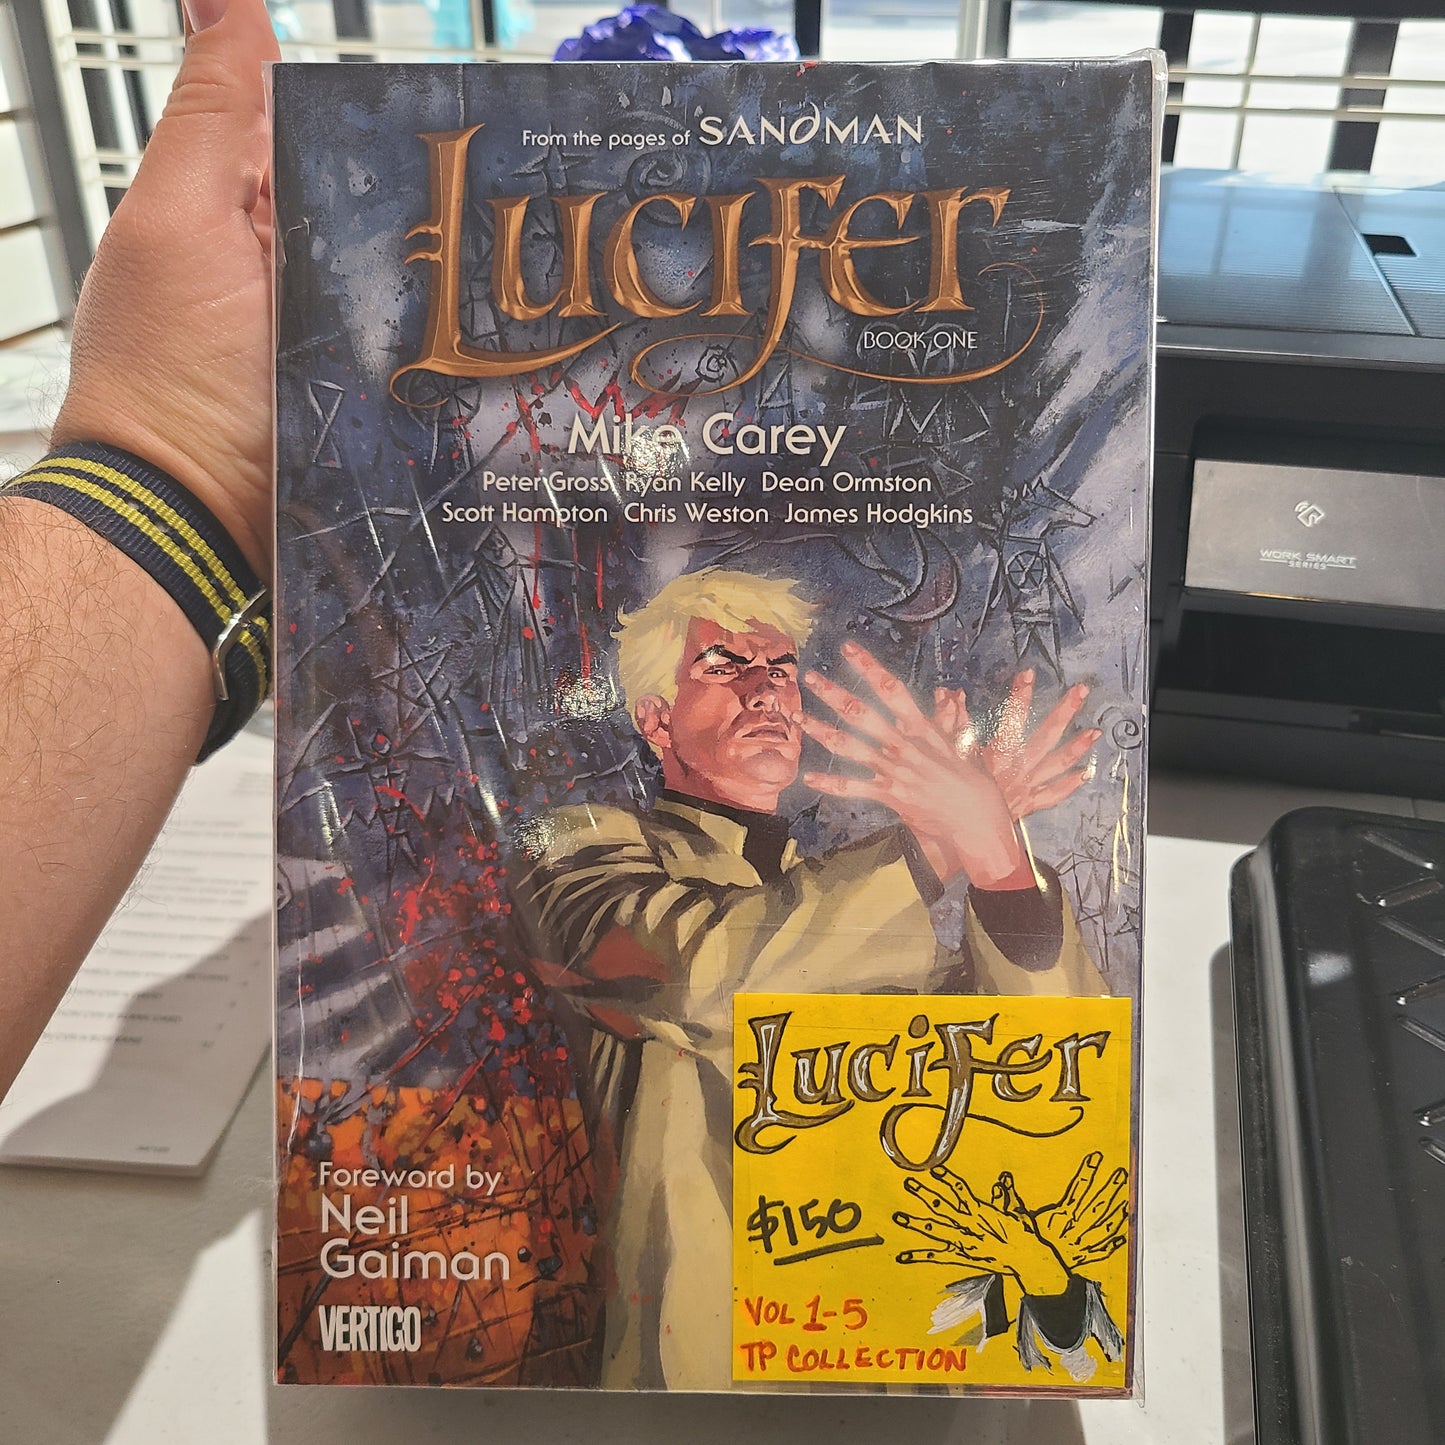 THE
From the pages of SANDMAN
Lucifer
BOOK ONE
Mike Carey
Peter Gross Ryan Kelly Dean Ormston
Scott Hampton Chris Weston James Hodgkins
WORK SMART
SERIES
Lucifer
$150
VOL 1-5
TP COLLECTION
Foreword by
Neil
Gaiman
VERTIGO